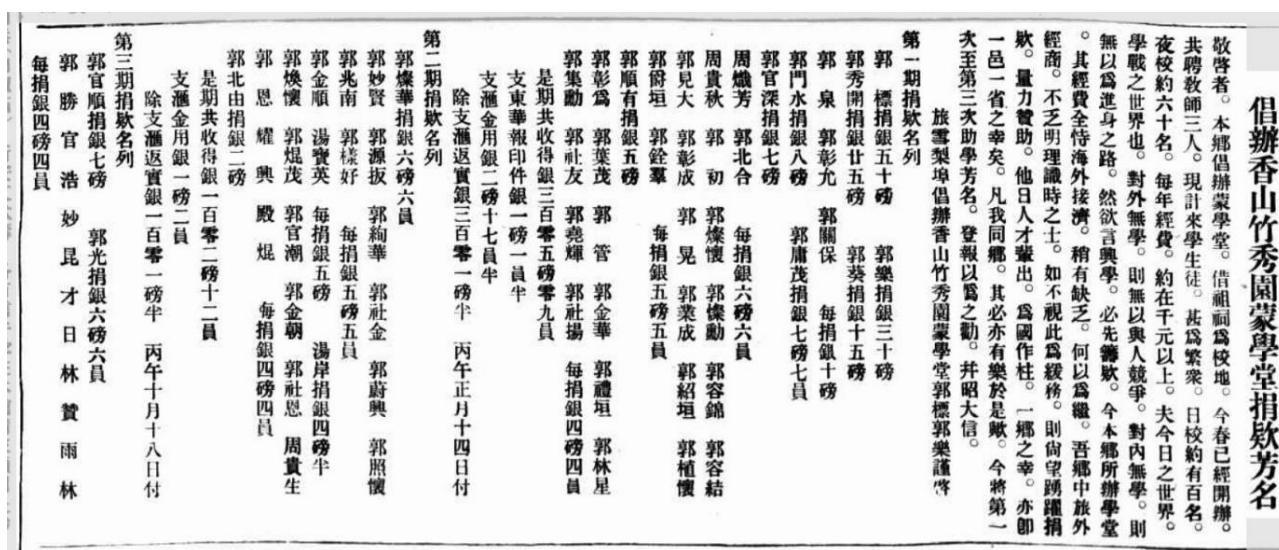 倡辦香山竹秀園蒙學堂捐欵芳名
敬啓者。本鄉倡辦蒙學堂。借祖祠爲校地。今春已經開辦。
共聘敎師三人。現計來學生徒。甚爲繁衆。日校約有百名。
夜校約六十名。每年經費。約在千元以上。夫今日之世界。
學戰之世界也。對外無學。則無以與人競爭。對內無學。則
無以爲進身之路。然欲言興學。必先籌欵。今本鄉所辦學堂
。其經費全恃海外接濟。稍有缺乏。何以爲繼。吾鄉中旅外
經商。不乏明理識時之士。如不視此爲緩務。則尙望踴躍捐
欵。量力贊助。他日人才輩出。爲國作柱。一鄉之幸。亦卽
一邑一省之幸矣。凡我同鄉。其必亦有樂於是歟。今將第一
次至第三次助學芳名。登報以爲之勸。幷昭大信。
旅雪梨埠倡辦香山竹秀園蒙學堂郭標郭樂謹啓
第一期捐欵名列
郭 標捐銀五十磅 郭樂捐銀三十磅
郭秀開捐銀廿五磅 郭葵捐銀十五磅
郭 泉 郭彰允 郭關保 每捐銀十磅
郭門水捐銀八磅 郭庸茂捐銀七磅七員
郭官深捐銀七磅
周熾芳 郭北合 每捐銀六磅六員
周貴秋 郭 初 郭燦懷 郭燦勳 郭容錦 郭容結
郭見大 郭彰成 郭 晃 郭業成 郭紹垣 郭植懷
郭爵垣 郭銓羣 每捐銀五磅五員
郭順有捐銀五磅
郭彰爲 郭葉茂 郭 管 郭金華 郭禮垣 郭林星
郭集勳 郭社友 郭堯輝 郭社揚 每捐銀四磅四員
是期共收得銀三百零五磅零九員
支東華報印件銀一磅一員半
支滙金用銀二磅十七員半
除支滙返實銀三百零一磅半 丙午正月十四日付
第二期捐欵名列
郭燦華捐銀六磅六員
郭妙賢 郭源扳 郭絢華 郭社金 郭蔚興 郭照懷
郭兆南 郭樣好 每捐銀五磅五員
郭金順 湯寶英 每捐銀五磅 湯岸捐銀四磅半
郭煥懷 郭焜茂 郭官潮 郭金朝 郭社恩 周貴生
郭 恩 耀 興 殿 焜 每捐銀四磅四員
郭北由捐銀二磅
是期共收得銀一百零二磅十二員
支滙金用銀一磅二員
除支滙返實銀一百零一磅半 丙午十月十八日付
第三期捐欵名列
郭官順捐銀七磅 郭光捐銀六磅六員
郭 勝 官 浩 妙 昆 才 日 林 贊 雨 林
每捐銀四磅四員